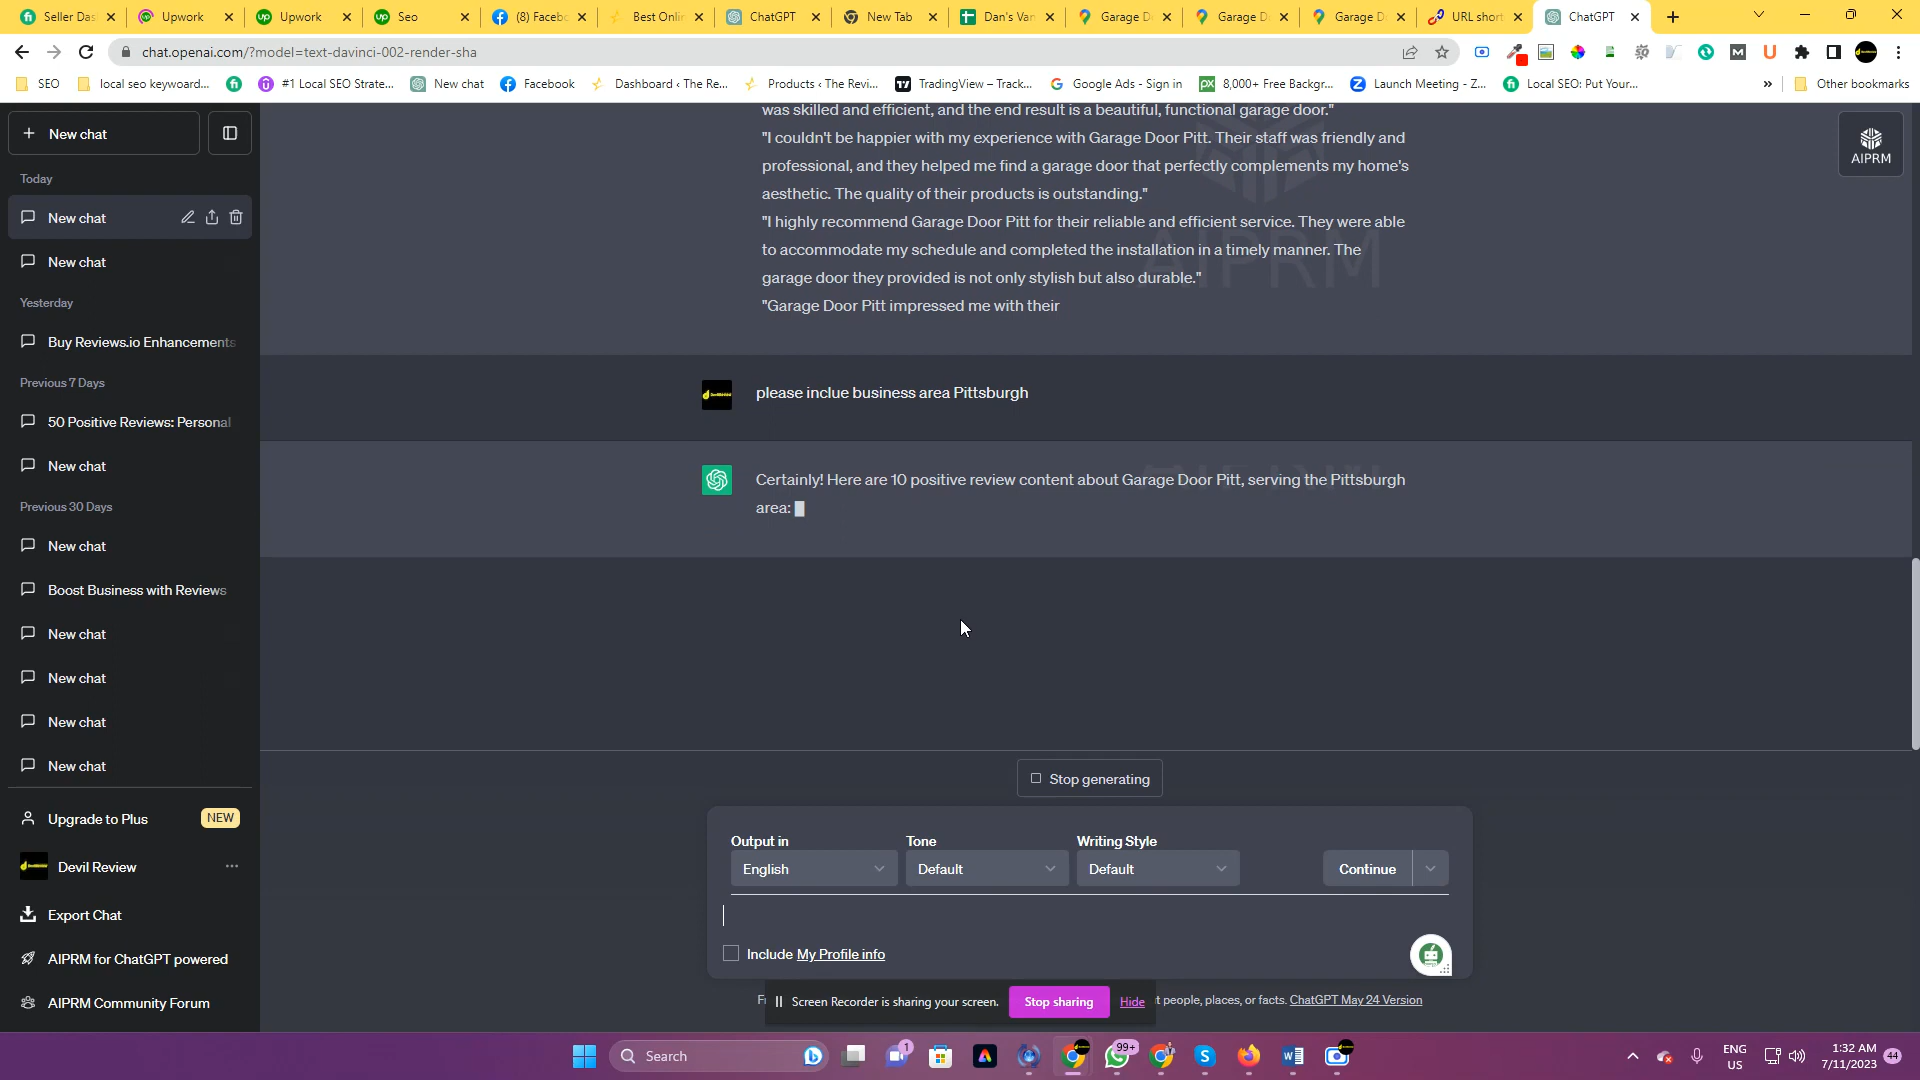 Seller Das
Upwork
Upwork
Seo
(8) Facebo
Best Onlin
ChatGPT
New Tab
Dan's Van
Garage D
Garage D
Garage D
URL short
ChatGPT
chat.openai.com/?model=text-davinci-002-render-sha
SEO
local seo keywoard...
#1 Local SEO Strate...
New chat
Facebook
Dashboard ‹ The Re...
Products ‹ The Revi...
TradingView – Track...
Google Ads - Sign in
8,000+ Free Backgr...
Launch Meeting - Z...
Local SEO: Put Your...
»
Other bookmarks
New chat
Today
New chat
New chat
Yesterday
Buy Reviews.io Enhancements
Previous 7 Days
50 Positive Reviews: Personal
New chat
Previous 30 Days
New chat
Boost Business with Reviews
New chat
New chat
New chat
New chat
Upgrade to Plus
NEW
Devil Review
Export Chat
AIPRM for ChatGPT powered
AIPRM Community Forum
was skilled and efficient, and the end result is a beautiful, functional garage door."
"I couldn't be happier with my experience with Garage Door Pitt. Their staff was friendly and
professional, and they helped me find a garage door that perfectly complements my home's
aesthetic. The quality of their products is outstanding."
"I highly recommend Garage Door Pitt for their reliable and efficient service. They were able
to accommodate my schedule and completed the installation in a timely manner. The
garage door they provided is not only stylish but also durable."
"Garage Door Pitt impressed me with their
AIPRM
AIPRM
please inclue business area Pittsburgh
Certainly! Here are 10 positive review content about Garage Door Pitt, serving the Pittsburgh
area:
Stop generating
Output in
Tone
Writing Style
English
Default
Default
Continue
Include My Profile info
Screen Recorder is sharing your screen.
Stop sharing
Hide
t people, places, or facts. ChatGPT May 24 Version
Search
1
99+
ENG
US
1:32 AM
7/11/2023
44